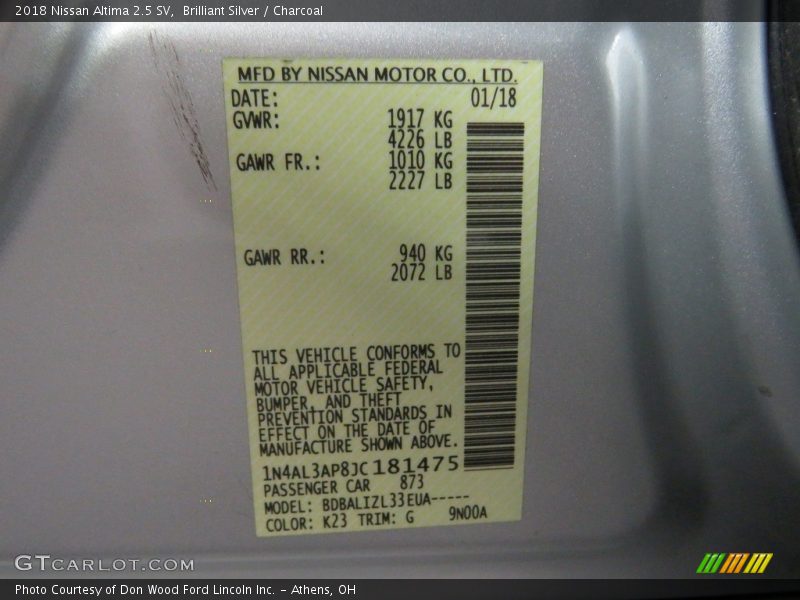 2018 Nissan Altima 2.5 SV,  Brilliant Silver / Charcoal
MFD BY NISSAN MOTOR CO., LTD.
DATE: 01/18
GVWR: 1917 KG
4226 LB
GAWR FR.: 1010 KG
2227 LB
GAWR RR.: 940 KG
2072 LB
THIS VEHICLE CONFORMS TO
ALL APPLICABLE FEDERAL
MOTOR VEHICLE SAFETY,
BUMPER, AND THEFT
PREVENTION STANDARDS IN
EFFECT ON THE DATE OF
MANUFACTURE SHOWN ABOVE.
1N4AL3AP8JC181475
PASSENGER CAR 873
MODEL: BDBALIZL33EUA-----
COLOR: K23 TRIM: G 9N00A
GTCARLOT.COM
Photo Courtesy of Don Wood Ford Lincoln Inc. - Athens, OH